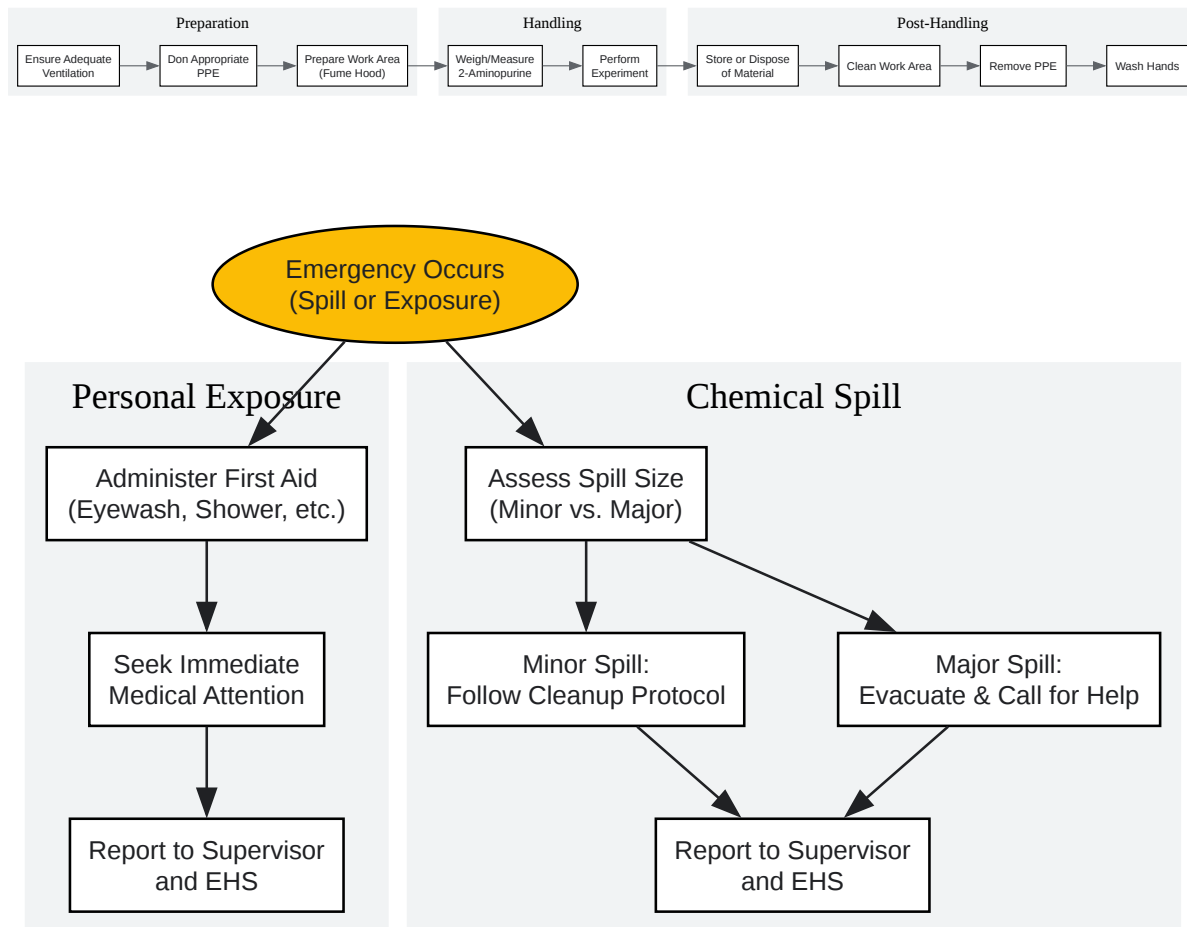 Preparation
Handling
Post-Handling
Ensure Adequate
Ventilation
Don Appropriate
PPE
Prepare Work Area
(Fume Hood)
Weigh/Measure
2-Aminopurine
Perform
Experiment
Store or Dispose
of Material
Clean Work Area
Remove PPE
Wash Hands
Emergency Occurs
(Spill or Exposure)
Personal Exposure
Administer First Aid
(Eyewash, Shower, etc.)
Seek Immediate
Medical Attention
Report to Supervisor
and EHS
Chemical Spill
Assess Spill Size
(Minor vs. Major)
Minor Spill:
Follow Cleanup Protocol
Major Spill:
Evacuate & Call for Help
Report to Supervisor
and EHS